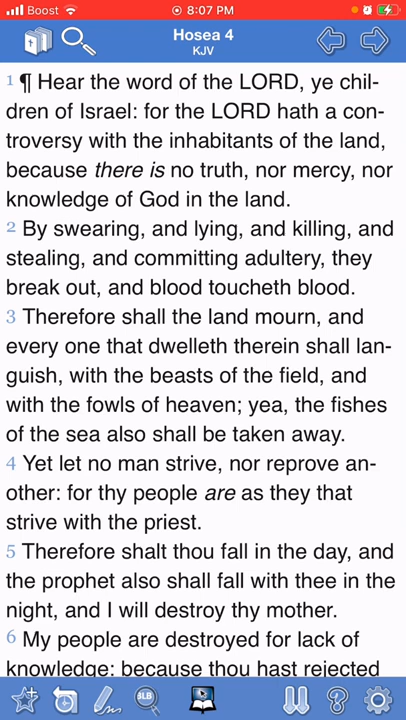 Boost 8:07 PM
Hosea 4
KJV
1 ¶ Hear the word of the LORD, ye chil-
dren of Israel: for the LORD hath a con-
troversy with the inhabitants of the land,
because there is no truth, nor mercy, nor
knowledge of God in the land.
2 By swearing, and lying, and killing, and
stealing, and committing adultery, they
break out, and blood toucheth blood.
3 Therefore shall the land mourn, and
every one that dwelleth therein shall lan-
guish, with the beasts of the field, and
with the fowls of heaven; yea, the fishes
of the sea also shall be taken away.
4 Yet let no man strive, nor reprove an-
other: for thy people are as they that
strive with the priest.
5 Therefore shalt thou fall in the day, and
the prophet also shall fall with thee in the
night, and I will destroy thy mother.
6 My people are destroyed for lack of
knowledge: because thou hast rejected
BLB
?